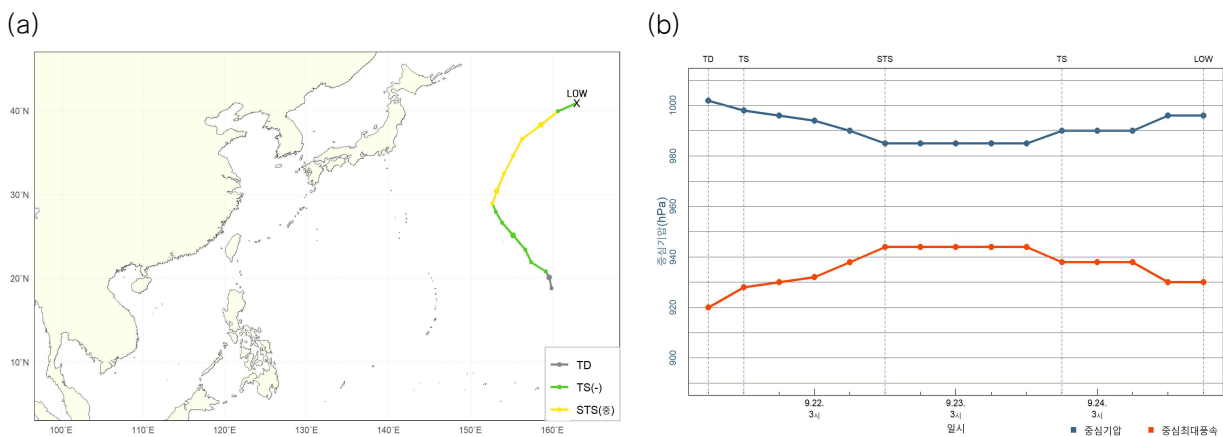 (a)
(b)
LOW
40˚N
30˚N
20˚N
10˚N
100˚E
110˚E
120˚E
130˚E
140˚E
150˚E
160˚E
TD
TS(-)
STS(중)
TD
TS
STS
TS
LOW
중심기압(hPa)
1000
980
960
940
920
900
9.22.
3시
9.23.
3시
9.24.
3시
일시
중심기압
중심최대풍속